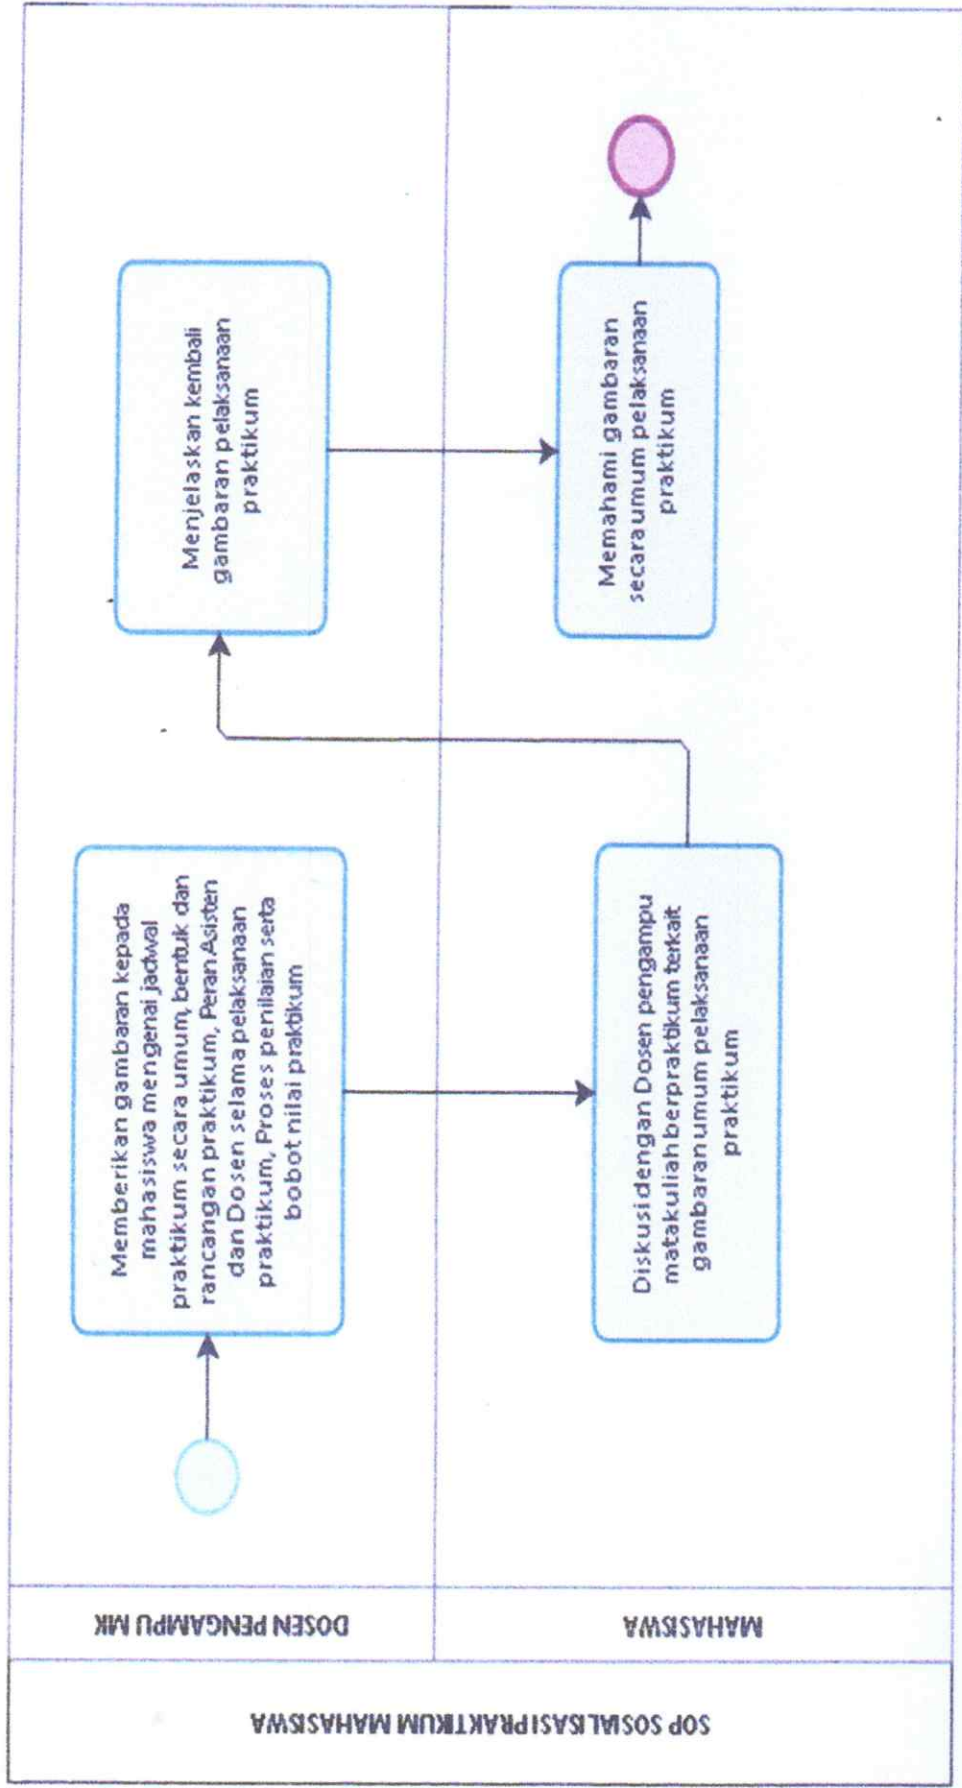 SOP SOSIALISASI PRAKTIKUM MAHASISWA
DOSEN PENGAMPU MK
Memberikan gambaran kepada
mahasiswa mengenai jadwal
praktikum secara umum, bentuk dan
rancangan praktikum, Peran Asisten
dan Dosen selama pelaksanaan
praktikum, Proses penilaian serta
bobot nilai praktikum
Menjelaskan kembali
gambaran pelaksanaan
praktikum
MAHASISWA
Diskusi dengan Dosen pengampu
matakuliah berpraktikum terkait
gambaran umum pelaksanaan
praktikum
Memahami gambaran
secara umum pelaksanaan
praktikum